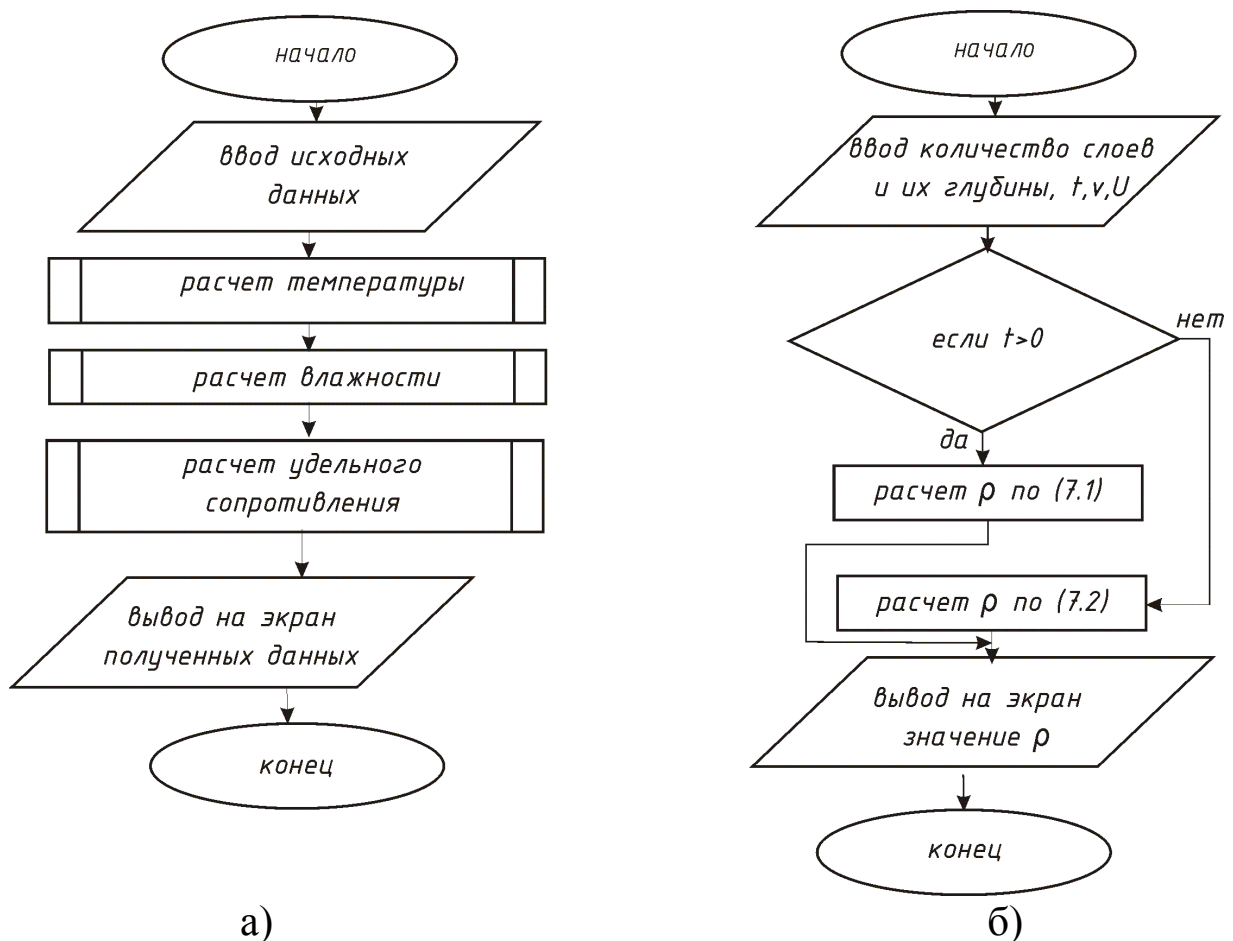 начало
ввод исходных
данных
расчет температуры
расчет влажности
расчет удельного
сопротивления
вывод на экран
полученных данных
конец
а)
начало
ввод количество слоев
и их глубины, t,v,U
если t>0
нет
да
расчет ρ по (7.1)
расчет ρ по (7.2)
вывод на экран
значение ρ
конец
б)